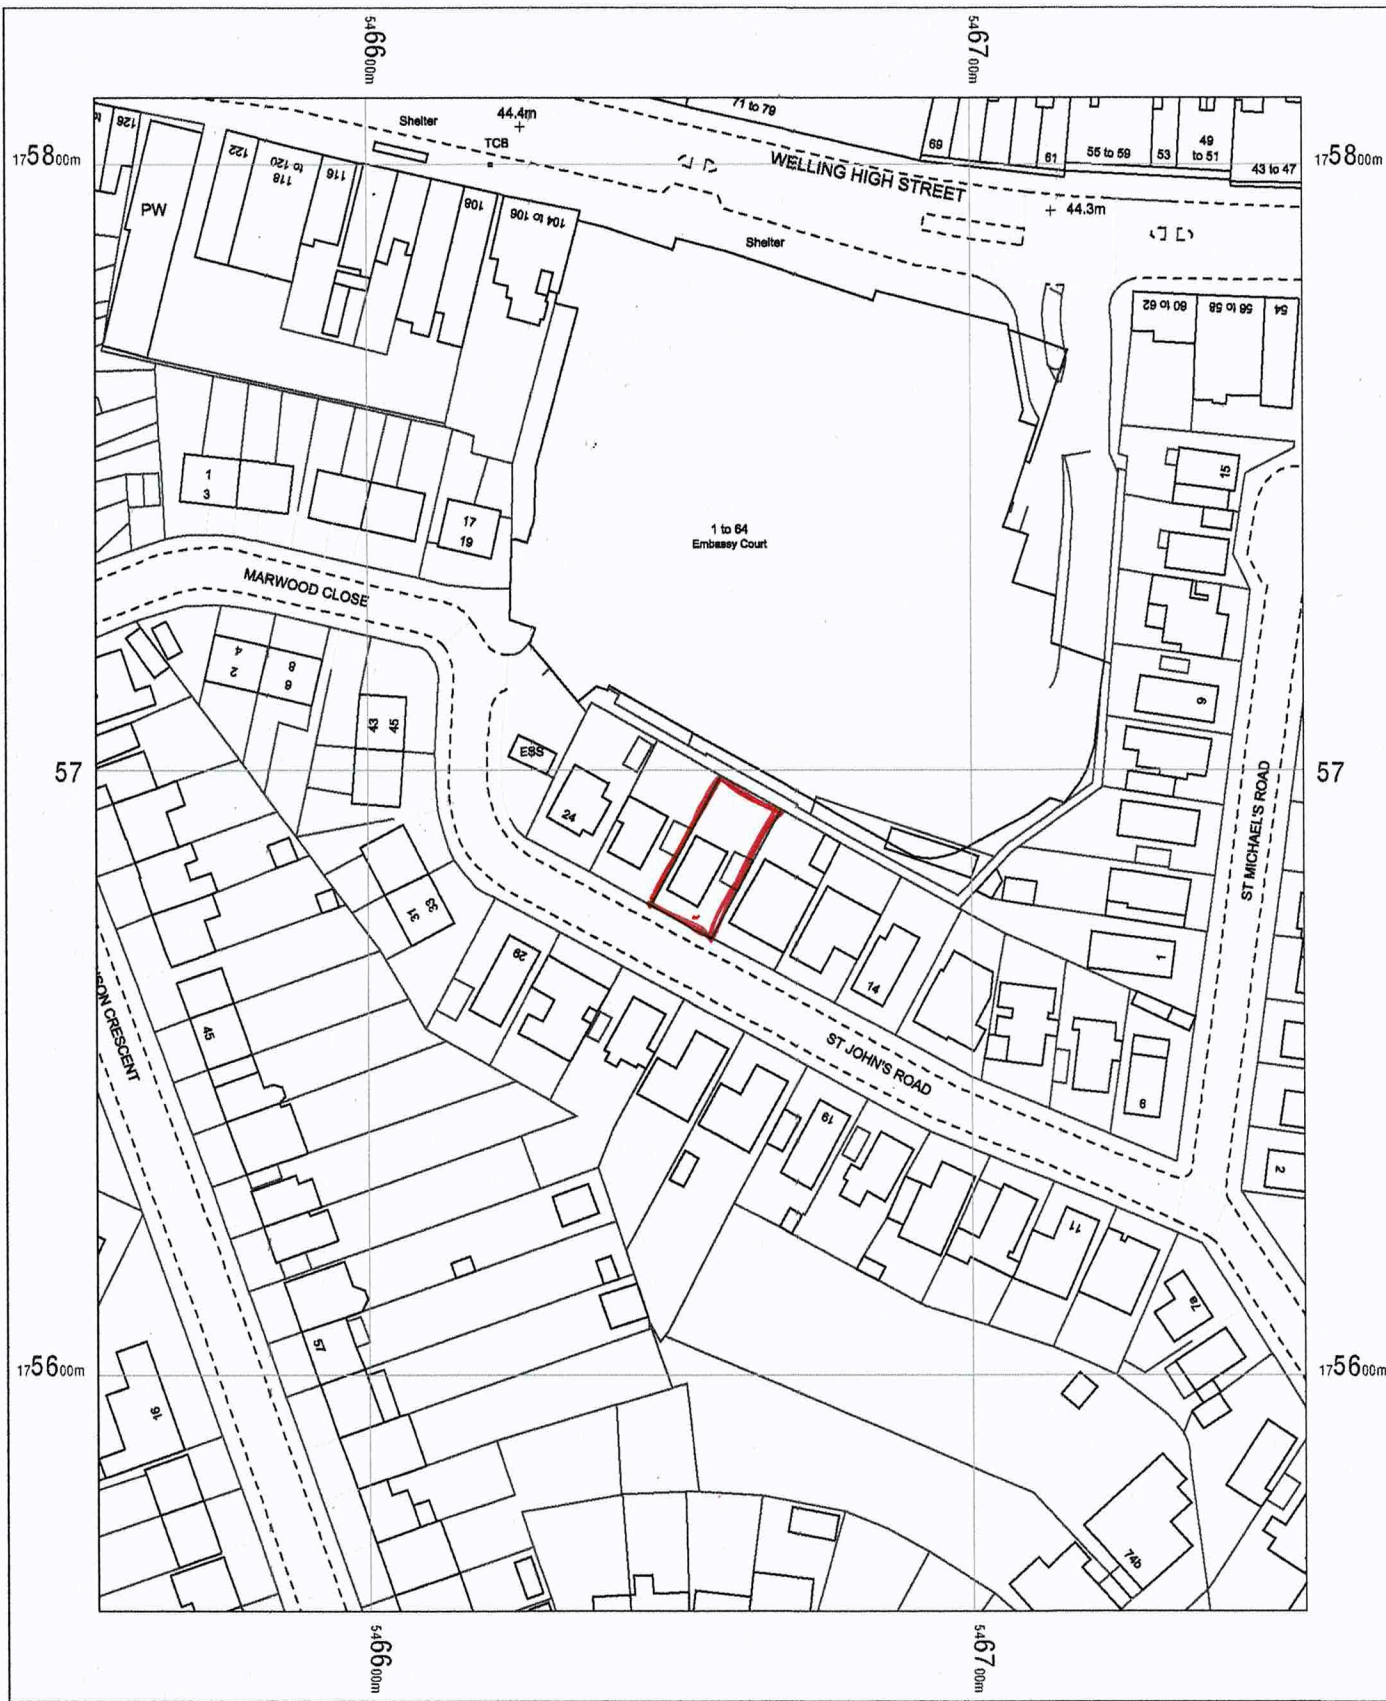 546600m
546700m
126
122
118
to 120
116
108
104 to 106
Shelter
44.4m
TCB
71 to 79
WELLING HIGH STREET
69
61
55 to 59
53
49
to 51
43 to 47
175800m
175800m
PW
Shelter
44.3m
60 to 62
56 to 58
54
15
1
3
17
19
1 to 64
Embassy Court
MARWOOD CLOSE
4
2
8
6
43
45
9
ESS
57
57
24
ST MICHAEL'S ROAD
33
31
29
14
1
SON CRESCENT
45
ST JOHN'S ROAD
6
19
2
11
7a
57
175600m
175600m
16
74b
546600m
546700m